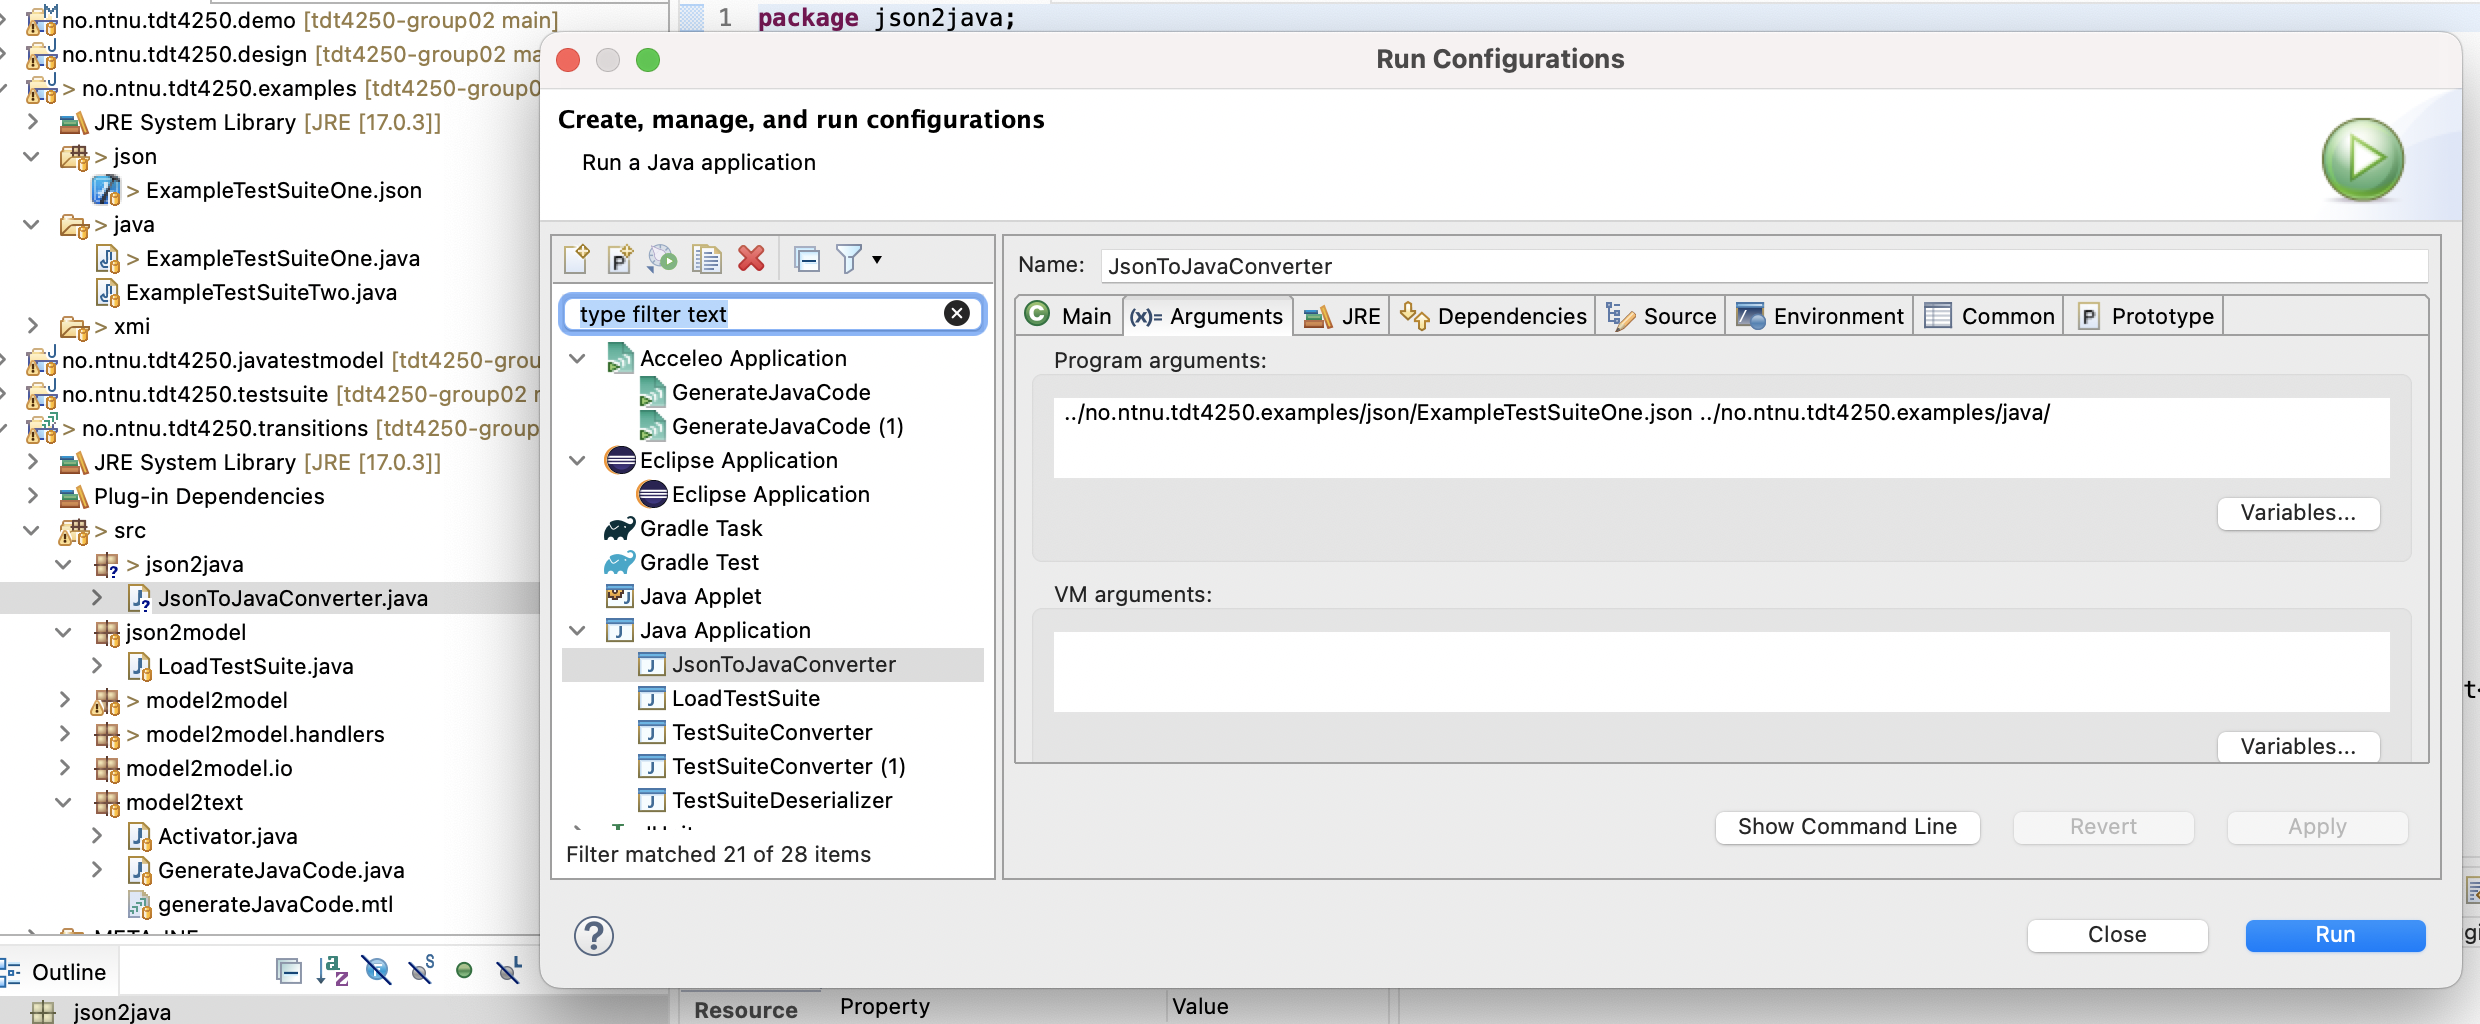 no.ntnu.tdt4250.demo [tdt4250-group02 main]
no.ntnu.tdt4250.design [tdt4250-group02 ma
> no.ntnu.tdt4250.examples [tdt4250-group0
JRE System Library [JRE [17.0.3]]
> json
> ExampleTestSuiteOne.json
> java
> ExampleTestSuiteOne.java
ExampleTestSuiteTwo.java
> xmi
no.ntnu.tdt4250.javatestmodel [tdt4250-grou
no.ntnu.tdt4250.testsuite [tdt4250-group02 m
> no.ntnu.tdt4250.transitions [tdt4250-group
JRE System Library [JRE [17.0.3]]
Plug-in Dependencies
> src
> json2java
JsonToJavaConverter.java
json2model
LoadTestSuite.java
> model2model
> model2model.handlers
model2model.io
model2text
Activator.java
GenerateJavaCode.java
generateJavaCode.mtl
META-INF
Outline
json2java
1 package json2java;
Run Configurations
Create, manage, and run configurations
Run a Java application
type filter text
Acceleo Application
GenerateJavaCode
GenerateJavaCode (1)
Eclipse Application
Eclipse Application
Gradle Task
Gradle Test
Java Applet
Java Application
JsonToJavaConverter
LoadTestSuite
TestSuiteConverter
TestSuiteConverter (1)
TestSuiteDeserializer
Filter matched 21 of 28 items
Name: JsonToJavaConverter
Main (x)= Arguments JRE Dependencies Source Environment Common Prototype
Program arguments:
../no.ntnu.tdt4250.examples/json/ExampleTestSuiteOne.json ../no.ntnu.tdt4250.examples/java/
Variables...
VM arguments:
Variables...
Show Command Line Revert Apply
Close Run
Resource Property Value